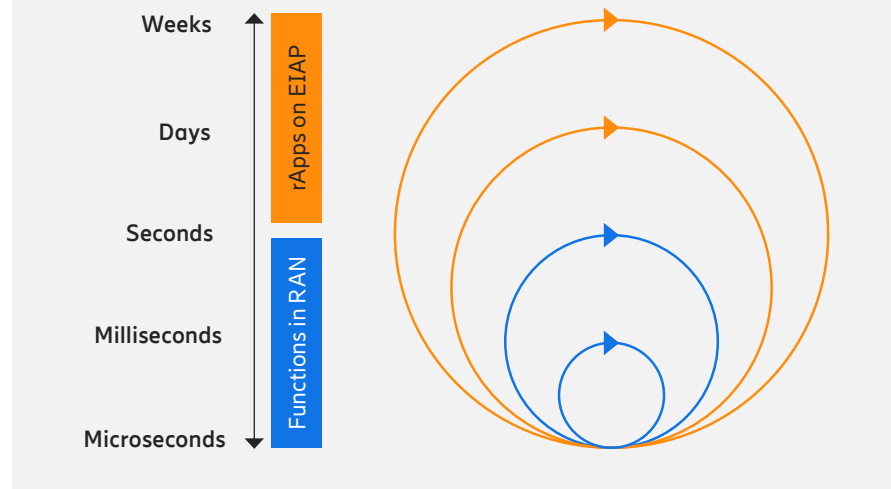 Weeks
rApps on EIAP
Days
Seconds
Functions in RAN
Milliseconds
Microseconds